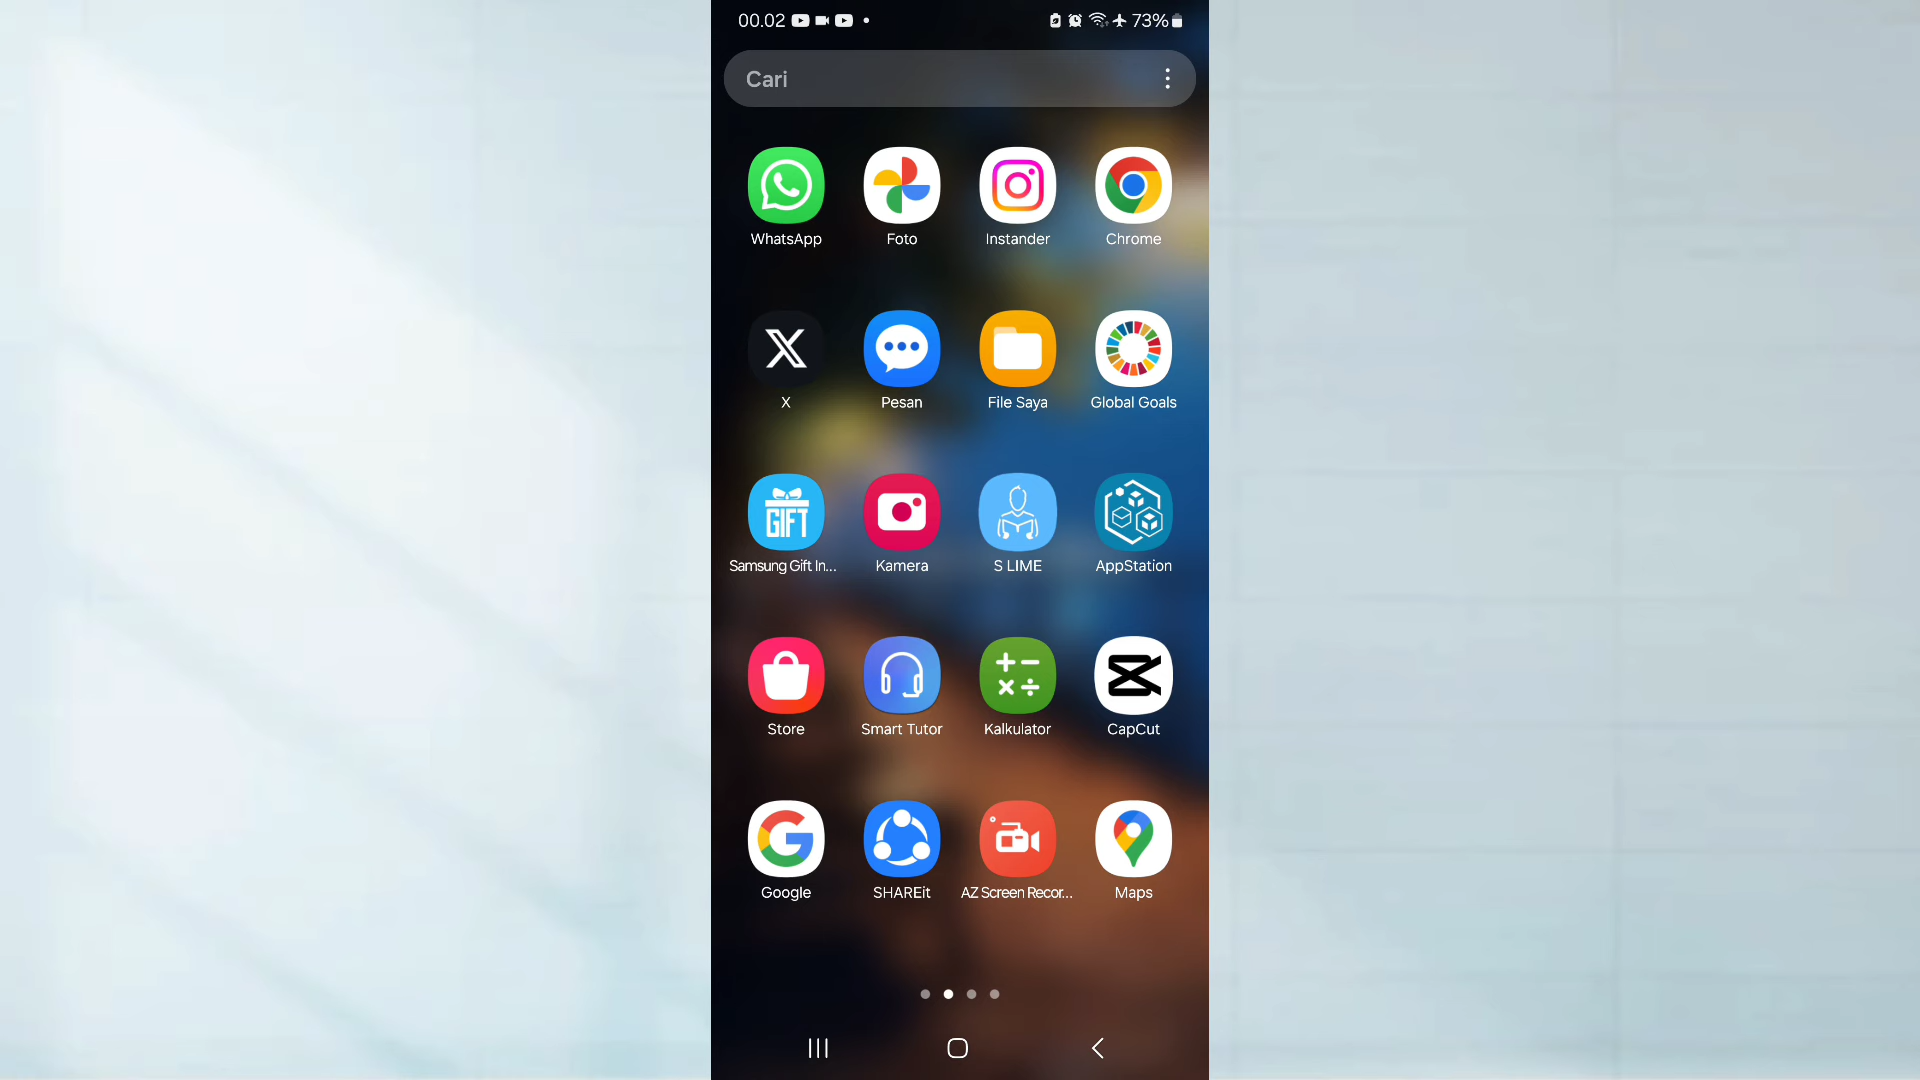 00.02 73%
Cari
WhatsApp Foto Instander Chrome
X Pesan File Saya Global Goals
GIFT
Samsung Gift In... Kamera S LIME AppStation
Store Smart Tutor Kalkulator CapCut
Google SHAREit AZ Screen Recor... Maps